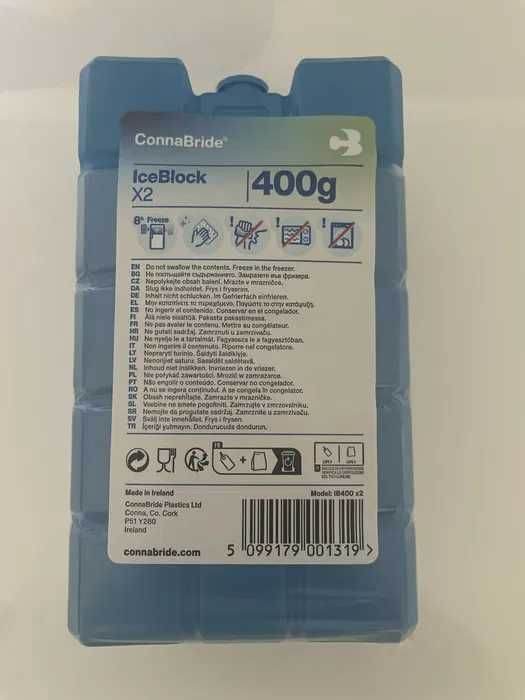 ConnaBride®
IceBlock
X2
400g
8h Freeze
EN Do not swallow the contents. Freeze in the freezer.
BG Не поглъщайте съдържанието. Замразете във фризера.
CZ Nepolykejte obsah balení. Mrazte v mrazničce.
DA Slug ikke indholdet. Frys i fryseren.
DE Inhalt nicht schlucken. Im Gefrierfach einfrieren.
EL Μην καταπίνετε το περιεχόμενο. Παγώστε το στην κατάψυξη.
ES No ingerir el contenido. Conservar en el congelador.
FI Älä niele sisältöä. Pakasta pakastimessa.
FR Ne pas avaler le contenu. Mettre au congélateur.
HR Ne gutati sadržaj. Zamrznuti u zamrzivaču.
HU Ne nyelje le a tartalmát. Fagyassza le a fagyasztóban.
IT Non ingerire il contenuto. Riporre nel congelatore.
LT Nepraryti turinio. Šaldyti šaldiklyje.
LV Nenorijiet saturu. Sasaldēt saldētavā.
NL Inhoud niet inslikken. Invriezen in de vriezer.
PL Nie połykać zawartości. Mrozić w zamrażarce.
PT Não engolir o conteúdo. Conservar no congelador.
RO A nu se ingera conținutul. A se congela în congelator.
SK Obsah neprehltajte. Zmrazte v mrazničke.
SL Vsebine ne smete pogoltniti. Zamrznite v zamrzovalniku.
SR Nemojte da progutate sadržaj. Zamrznite u zamrzivaču.
SV Svälj inte innehållet. Frys i frysen.
TR İçeriği yutmayın. Dondurucuda dondurun.
FR
Made in Ireland
Model: IB400 x2
ConnaBride Plastics Ltd
Conna, Co. Cork
P51 Y280
Ireland
connabride.com
5 099179 001319 >